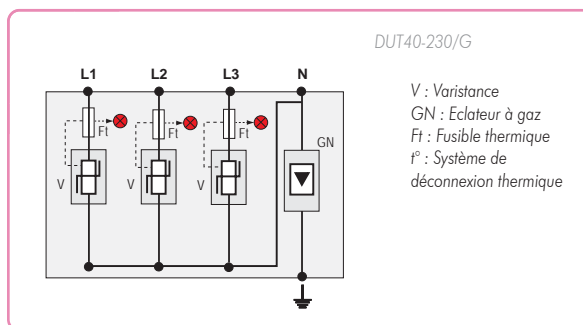 DUT40-230/G
L1 L2 L3 N
V : Varistance
GN : Eclateur à gaz
Ft : Fusible thermique
t° : Système de
déconnexion thermique
Ft Ft Ft
GN
V V V